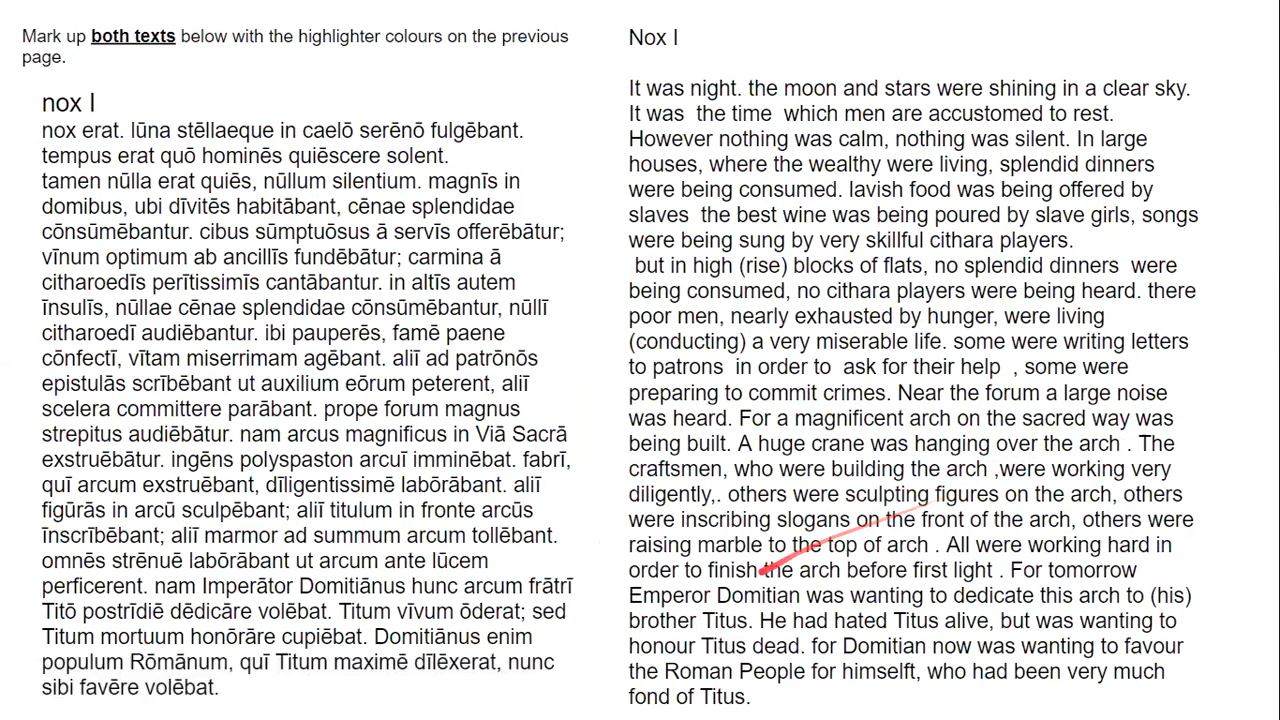 Mark up both texts below with the highlighter colours on the previous
page.
nox I
nox erat. lūna stēllaeque in caelō serēnō fulgēbant.
tempus erat quō hominēs quiēscere solent.
tamen nūlla erat quiēs, nūllum silentium. magnīs in
domibus, ubi dīvitēs habitābant, cēnae splendidae
cōnsūmēbantur. cibus sūmptuōsus ā servīs offerēbātur;
vīnum optimum ab ancillīs fundēbātur; carmina ā
citharoedīs perītissimīs cantābantur. in altīs autem
īnsulīs, nūllae cēnae splendidae cōnsūmēbantur, nūllī
citharoedī audiēbantur. ibi pauperēs, famē paene
cōnfectī, vītam miserrimam agēbant. aliī ad patrōnōs
epistulās scrībēbant ut auxilium eōrum peterent, aliī
scelera committere parābant. prope forum magnus
strepitus audiēbātur. nam arcus magnificus in Viā Sacrā
exstruēbātur. ingēns polyspaston arcuī imminēbat. fabrī,
quī arcum exstruēbant, dīligentissimē labōrābant. aliī
figūrās in arcū sculpēbant; aliī titulum in fronte arcūs
īnscrībēbant; aliī marmor ad summum arcum tollēbant.
omnēs strēnuē labōrābant ut arcum ante lūcem
perficerent. nam Imperātor Domitiānus hunc arcum frātrī
Titō postrīdiē dēdicāre volēbat. Titum vīvum ōderat; sed
Titum mortuum honōrāre cupiēbat. Domitiānus enim
populum Rōmānum, quī Titum maximē dīlēxerat, nunc
sibi favēre volēbat.
Nox I
It was night. the moon and stars were shining in a clear sky.
It was  the time  which men are accustomed to rest.
However nothing was calm, nothing was silent. In large
houses, where the wealthy were living, splendid dinners
were being consumed. lavish food was being offered by
slaves  the best wine was being poured by slave girls, songs
were being sung by very skillful cithara players.
but in high (rise) blocks of flats, no splendid dinners  were
being consumed, no cithara players were being heard. there
poor men, nearly exhausted by hunger, were living
(conducting) a very miserable life. some were writing letters
to patrons  in order to  ask for their help  , some were
preparing to commit crimes. Near the forum a large noise
was heard. For a magnificent arch on the sacred way was
being built. A huge crane was hanging over the arch . The
craftsmen, who were building the arch ,were working very
diligently,. others were sculpting figures on the arch, others
were inscribing slogans on the front of the arch, others were
raising marble to the top of arch . All were working hard in
order to finish the arch before first light . For tomorrow
Emperor Domitian was wanting to dedicate this arch to (his)
brother Titus. He had hated Titus alive, but was wanting to
honour Titus dead. for Domitian now was wanting to favour
the Roman People for himselft, who had been very much
fond of Titus.